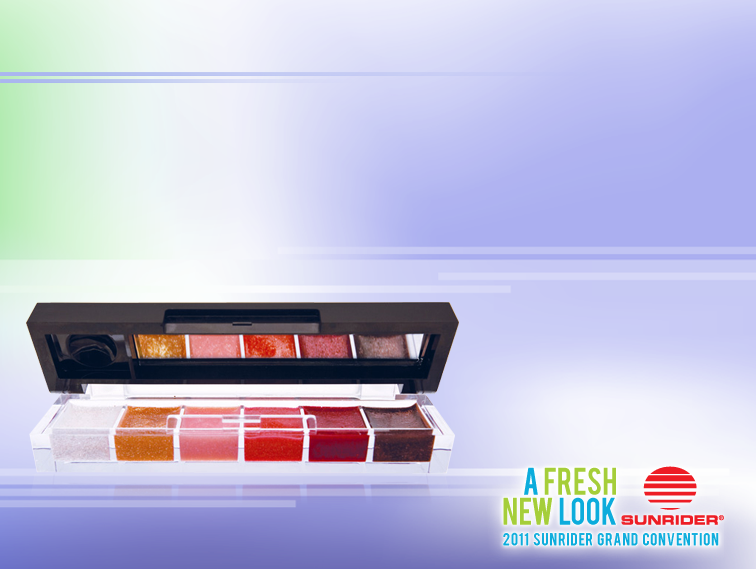 A FRESH
NEW LOOK
SUNRIDER®
2011 SUNRIDER GRAND CONVENTION